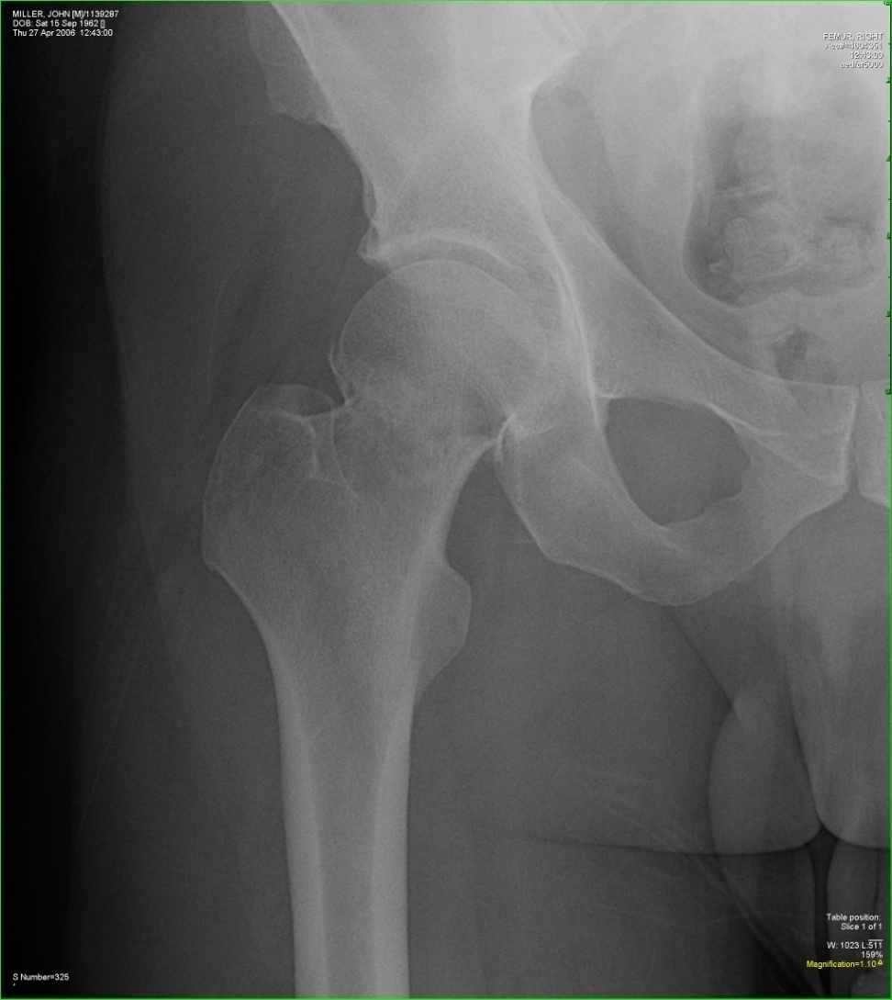 MILLER, JOHN [M]/1139287
DOB: Sat 15 Sep 1962 []
Thu 27 Apr 2006 12:43:00
FEMUR, RIGHT
12:43:00
Table position:
Slice 1 of 1
W: 1023 L:511
159%
Magnification=1.10
S Number=325